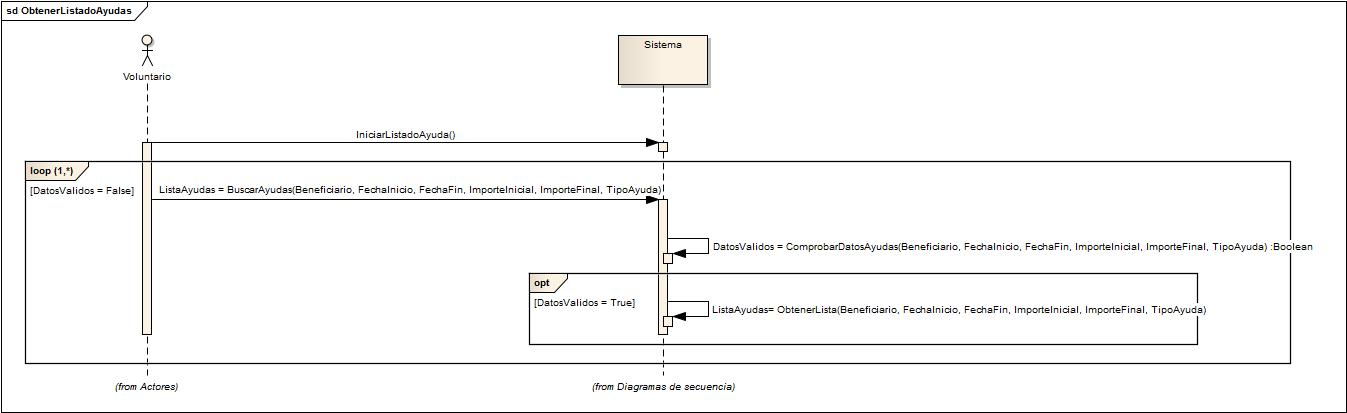 sd ObtenerListadoAyudas
Sistema
Voluntario
IniciarListadoAyuda()
loop (1,*)
[DatosValidos = False]
ListaAyudas = BuscarAyudas(Beneficiario, FechaInicio, FechaFin, ImporteInicial, ImporteFinal, TipoAyuda)
DatosValidos = ComprobarDatosAyudas(Beneficiario, FechaInicio, FechaFin, ImporteInicial, ImporteFinal, TipoAyuda) :Boolean
opt
[DatosValidos = True]
ListaAyudas= ObtenerLista(Beneficiario, FechaInicio, FechaFin, ImporteInicial, ImporteFinal, TipoAyuda)
(from Actores)
(from Diagramas de secuencia)